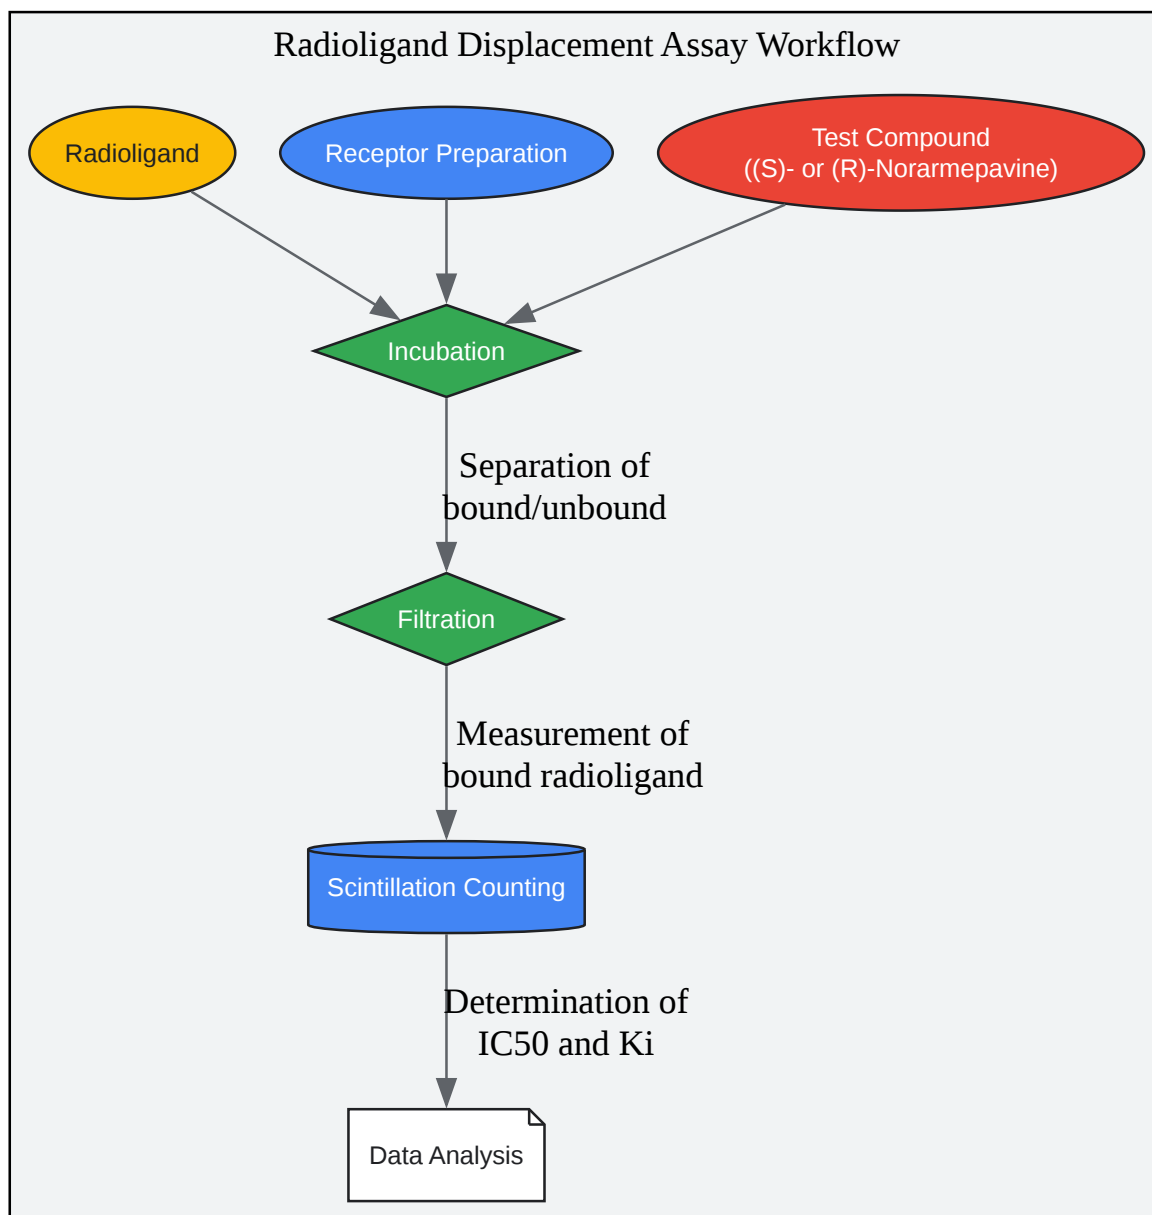 Radioligand Displacement Assay Workflow
Radioligand
Receptor Preparation
Test Compound
((S)- or (R)-Norarmepavine)
Incubation
Separation of
bound/unbound
Filtration
Measurement of
bound radioligand
Scintillation Counting
Determination of
IC50 and Ki
Data Analysis